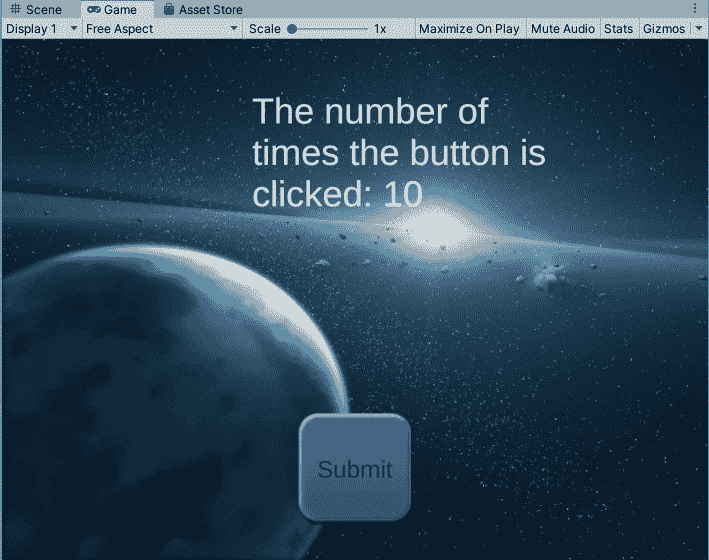 Scene Game Asset Store
Display 1 Free Aspect Scale 1x Maximize On Play Mute Audio Stats Gizmos
The number of
times the button is
clicked: 10
Submit